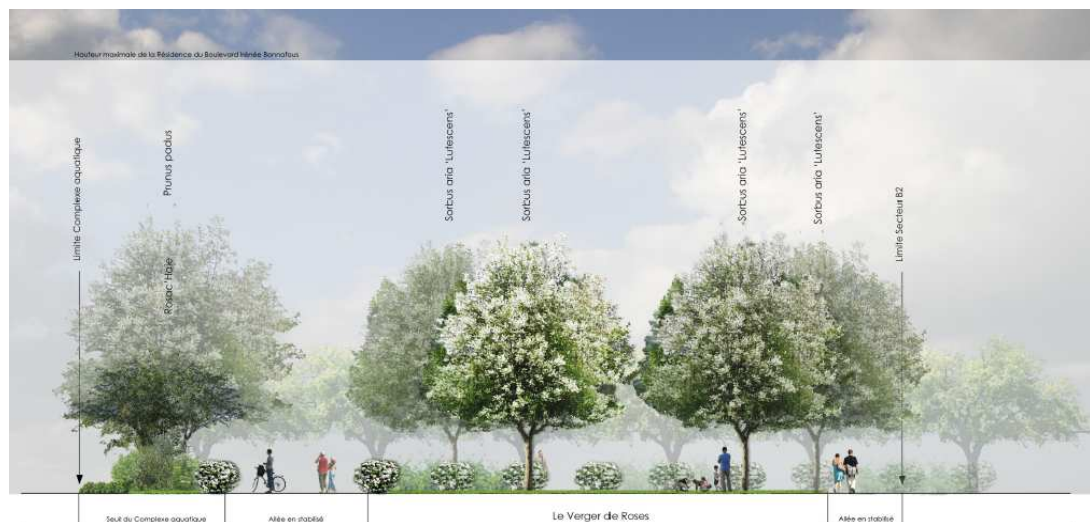 Hauteur maximale de la Résidence du Boulevard Irénée Bonnafous
Limite Complexe aquatique
Prunus padus
Rosac 'Haie
Sorbus aria 'Lutescens'
Sorbus aria 'Lutescens'
Sorbus aria 'Lutescens'
Sorbus aria 'Lutescens'
Limite Secteur B2
Seuil du Complexe aquatique
Allée en stabilisé
Le Verger de Roses
Allée en stabilisé